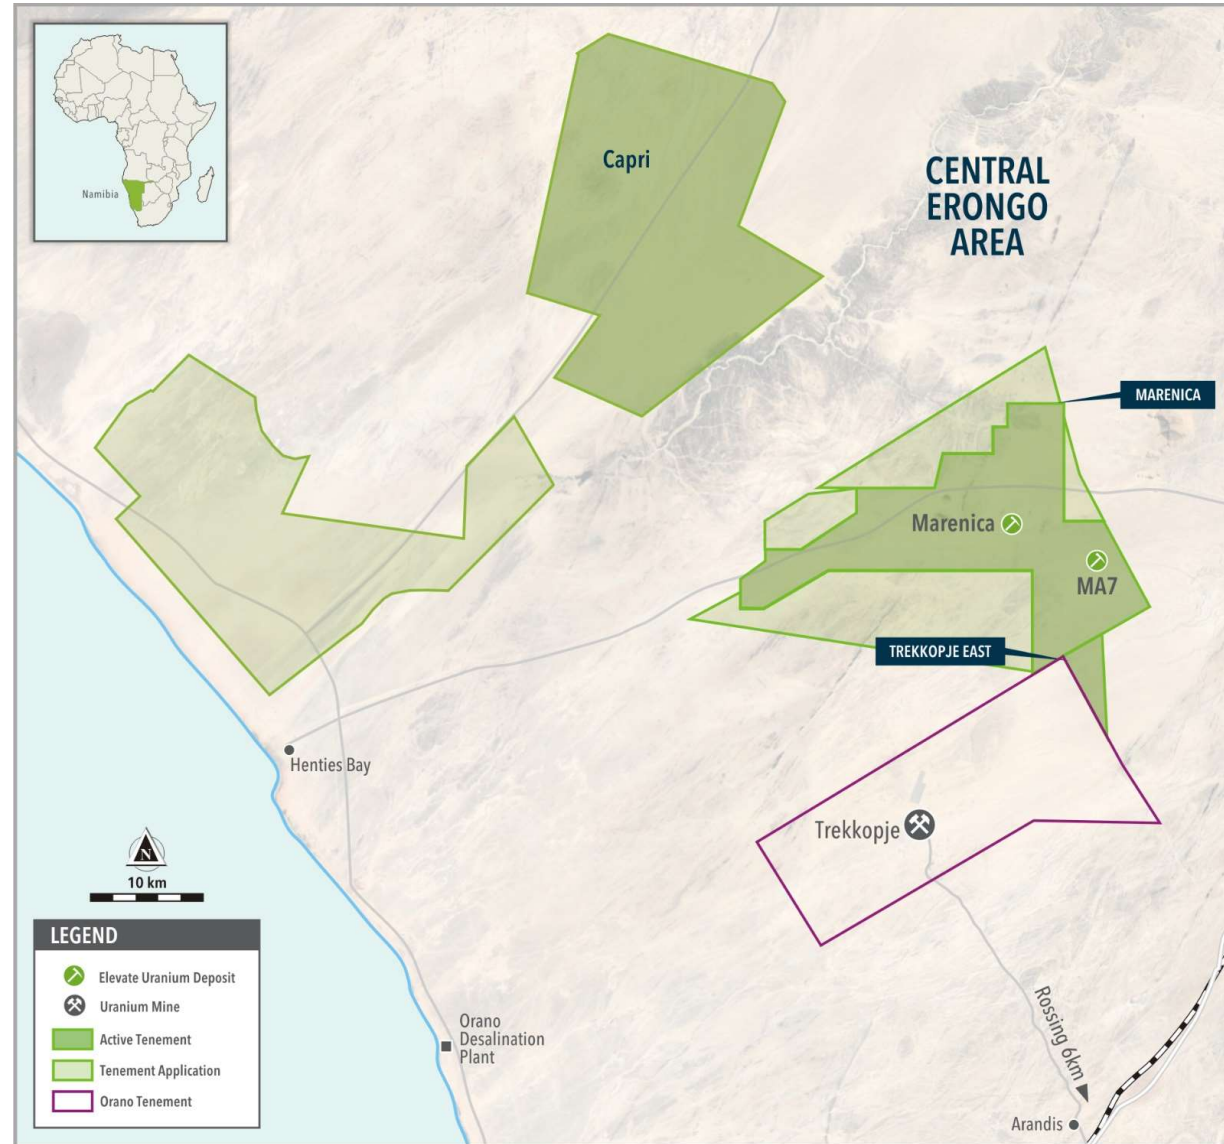 Namibia
Capri
CENTRAL
ERONGO
AREA
MARENICA
Marenica
MA7
TREKKOPJE EAST
Henties Bay
Trekkopje
N
10 km
LEGEND
Elevate Uranium Deposit
Uranium Mine
Active Tenement
Tenement Application
Orano Tenement
Orano
Desalination
Plant
Rossing 6km
Arandis